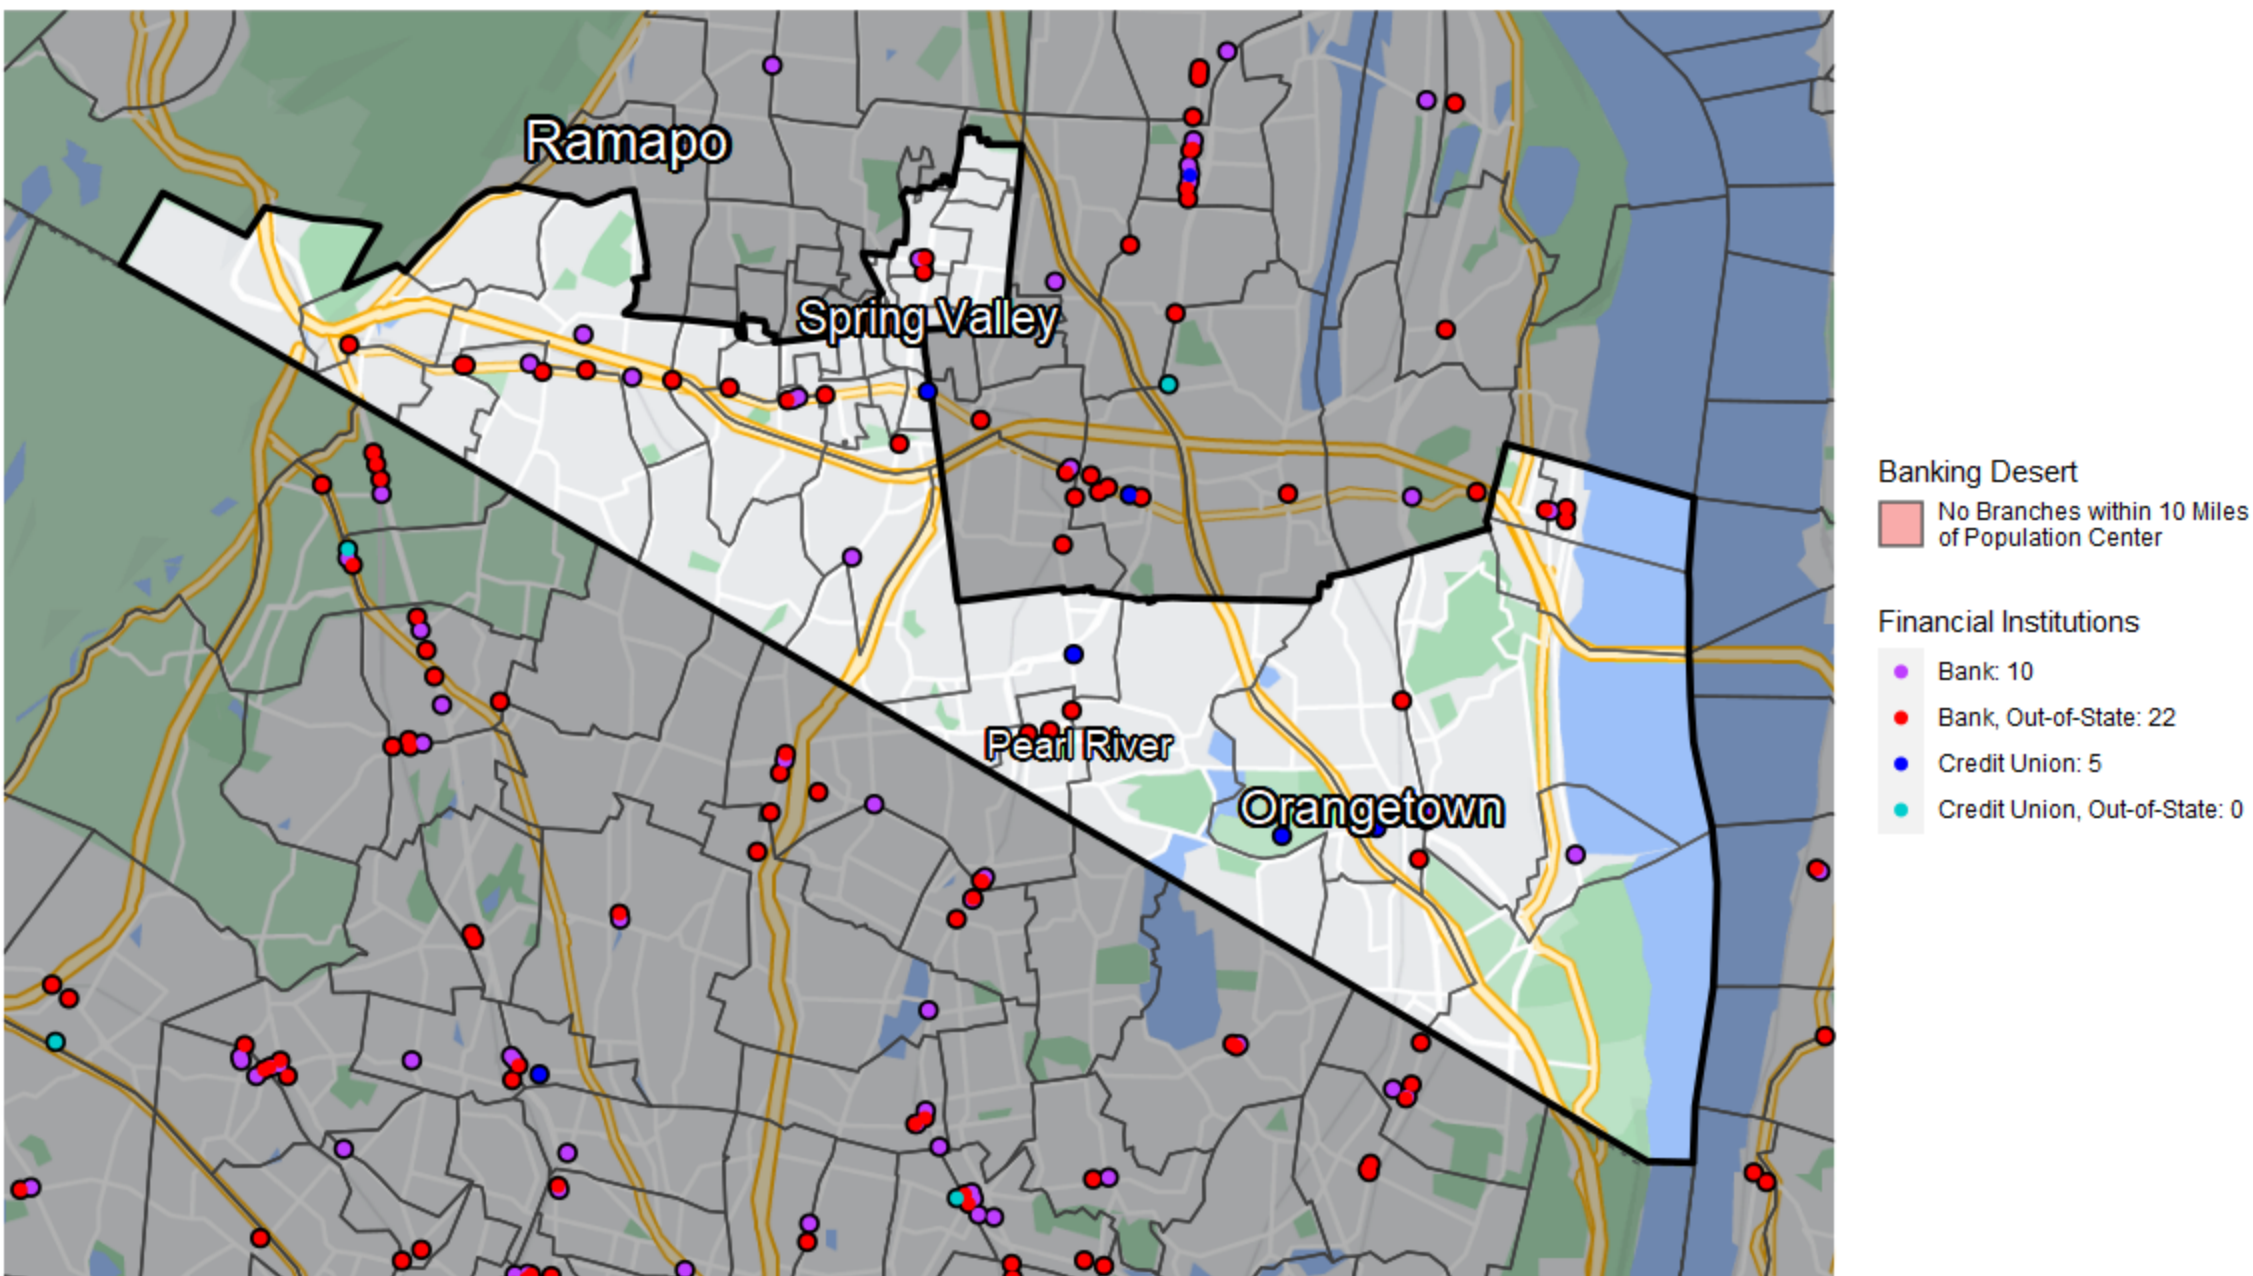 Ramapo
Spring Valley
Pearl River
Orangetown
Banking Desert
No Branches within 10 Miles
of Population Center
Financial Institutions
Bank: 10
Bank, Out-of-State: 22
Credit Union: 5
Credit Union, Out-of-State: 0